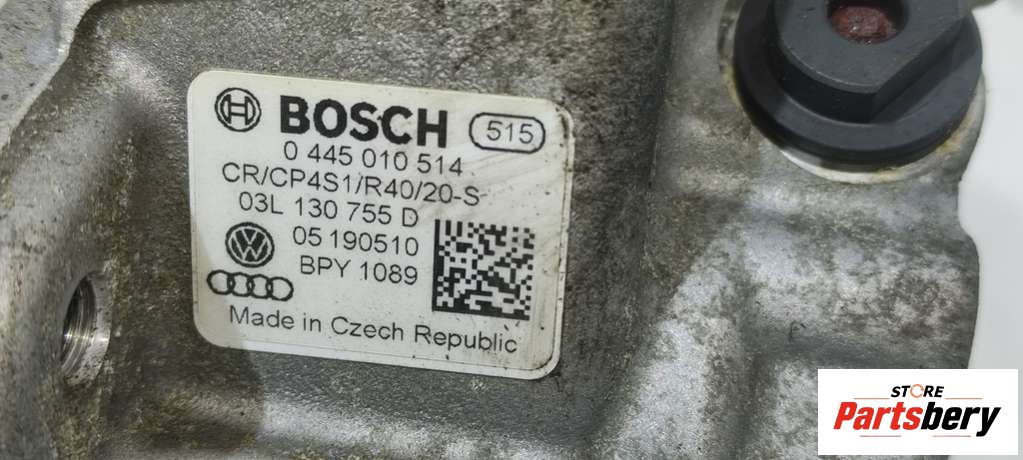 BOSCH 515
0 445 010 514
CR/CP4S1/R40/20-S
03L 130 755 D
05 190510
BPY 1089
Made in Czech Republic
STORE
Partsbery